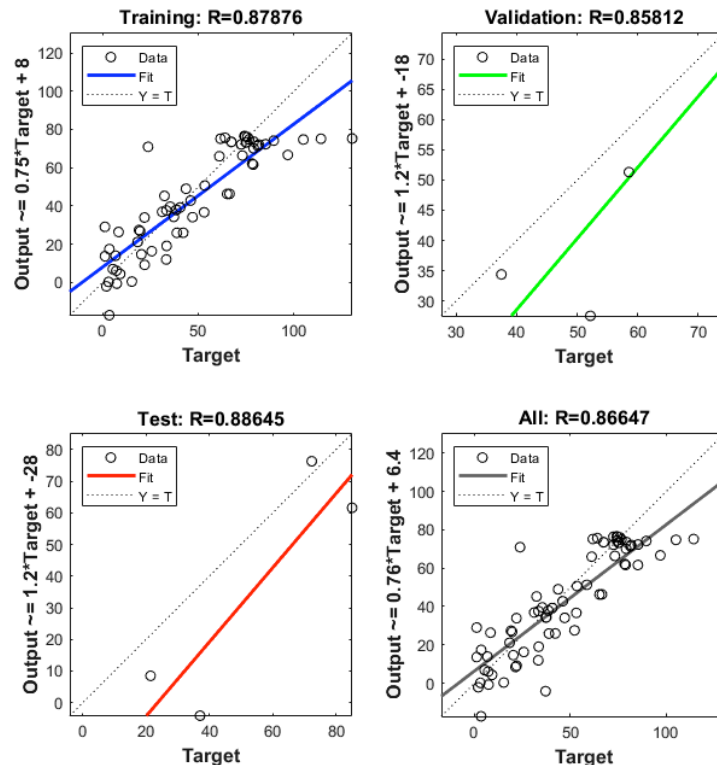 Training: R=0.87876
Output ~= 0.75*Target + 8
120
100
80
60
40
20
0
Data
Fit
Y = T
0
50
100
Target
Validation: R=0.85812
Output ~= 1.2*Target + -18
70
65
60
55
50
45
40
35
30
Data
Fit
Y = T
30
40
50
60
70
Target
Test: R=0.88645
Output ~= 1.2*Target + -28
80
70
60
50
40
30
20
10
0
Data
Fit
Y = T
0
20
40
60
80
Target
All: R=0.86647
Output ~= 0.76*Target + 6.4
120
100
80
60
40
20
0
Data
Fit
Y = T
0
50
100
Target